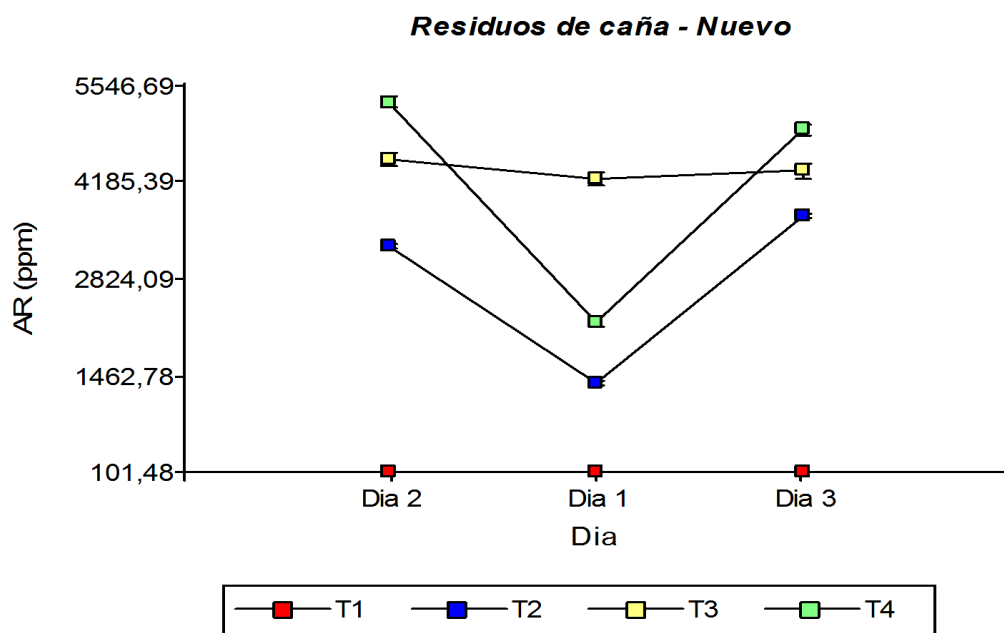 Residuos de caña - Nuevo
5546,69
4185,39
2824,09
1462,78
101,48
AR (ppm)
Dia 2 Dia 1 Dia 3
Dia
T1 T2 T3 T4